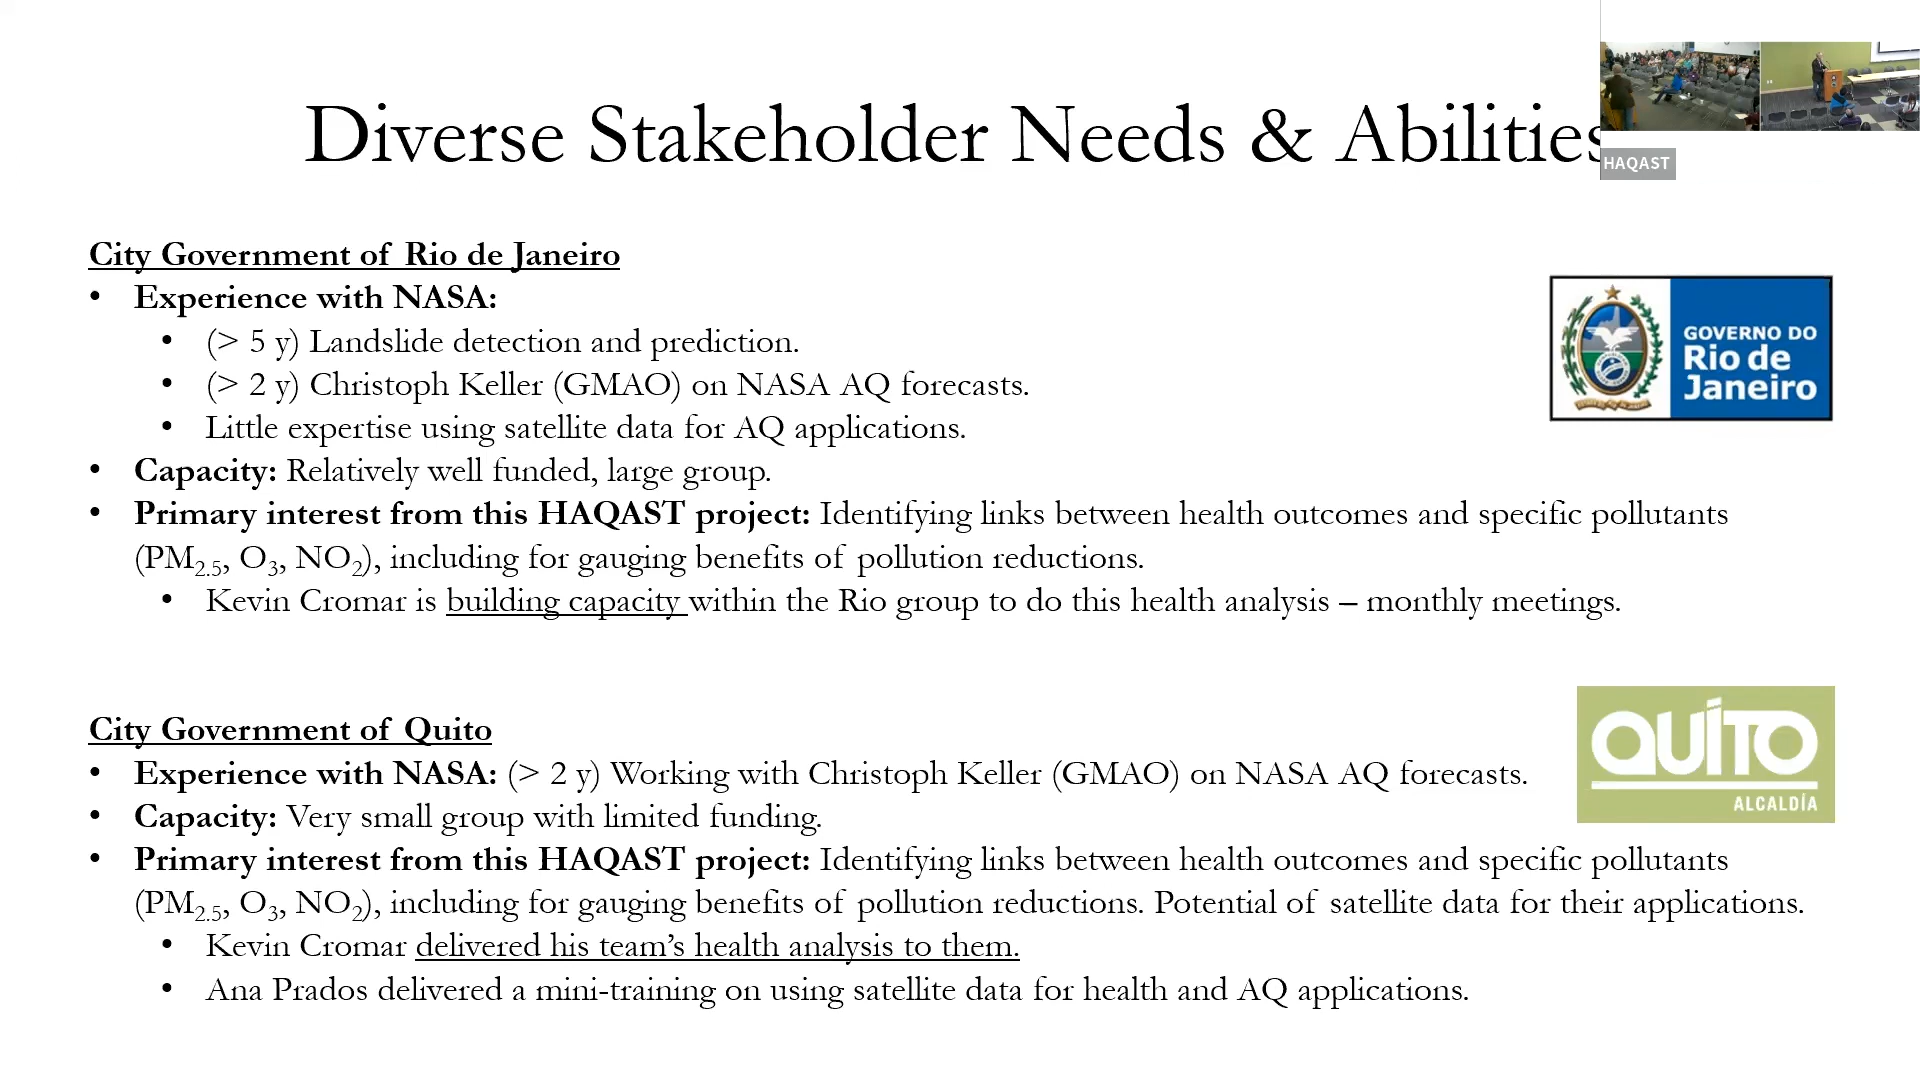 Diverse Stakeholder Needs & Abilities
HAQAST
City Government of Rio de Janeiro
• Experience with NASA:
• (> 5 y) Landslide detection and prediction.
• (> 2 y) Christoph Keller (GMAO) on NASA AQ forecasts.
• Little expertise using satellite data for AQ applications.
• Capacity: Relatively well funded, large group.
• Primary interest from this HAQAST project: Identifying links between health outcomes and specific pollutants
(PM2.5, O3, NO2), including for gauging benefits of pollution reductions.
• Kevin Cromar is building capacity within the Rio group to do this health analysis – monthly meetings.
GOVERNO DO
Rio de
Janeiro
City Government of Quito
• Experience with NASA: (> 2 y) Working with Christoph Keller (GMAO) on NASA AQ forecasts.
• Capacity: Very small group with limited funding.
• Primary interest from this HAQAST project: Identifying links between health outcomes and specific pollutants
(PM2.5, O3, NO2), including for gauging benefits of pollution reductions. Potential of satellite data for their applications.
• Kevin Cromar delivered his team's health analysis to them.
• Ana Prados delivered a mini-training on using satellite data for health and AQ applications.
QUÍTO
ALCALDÍA